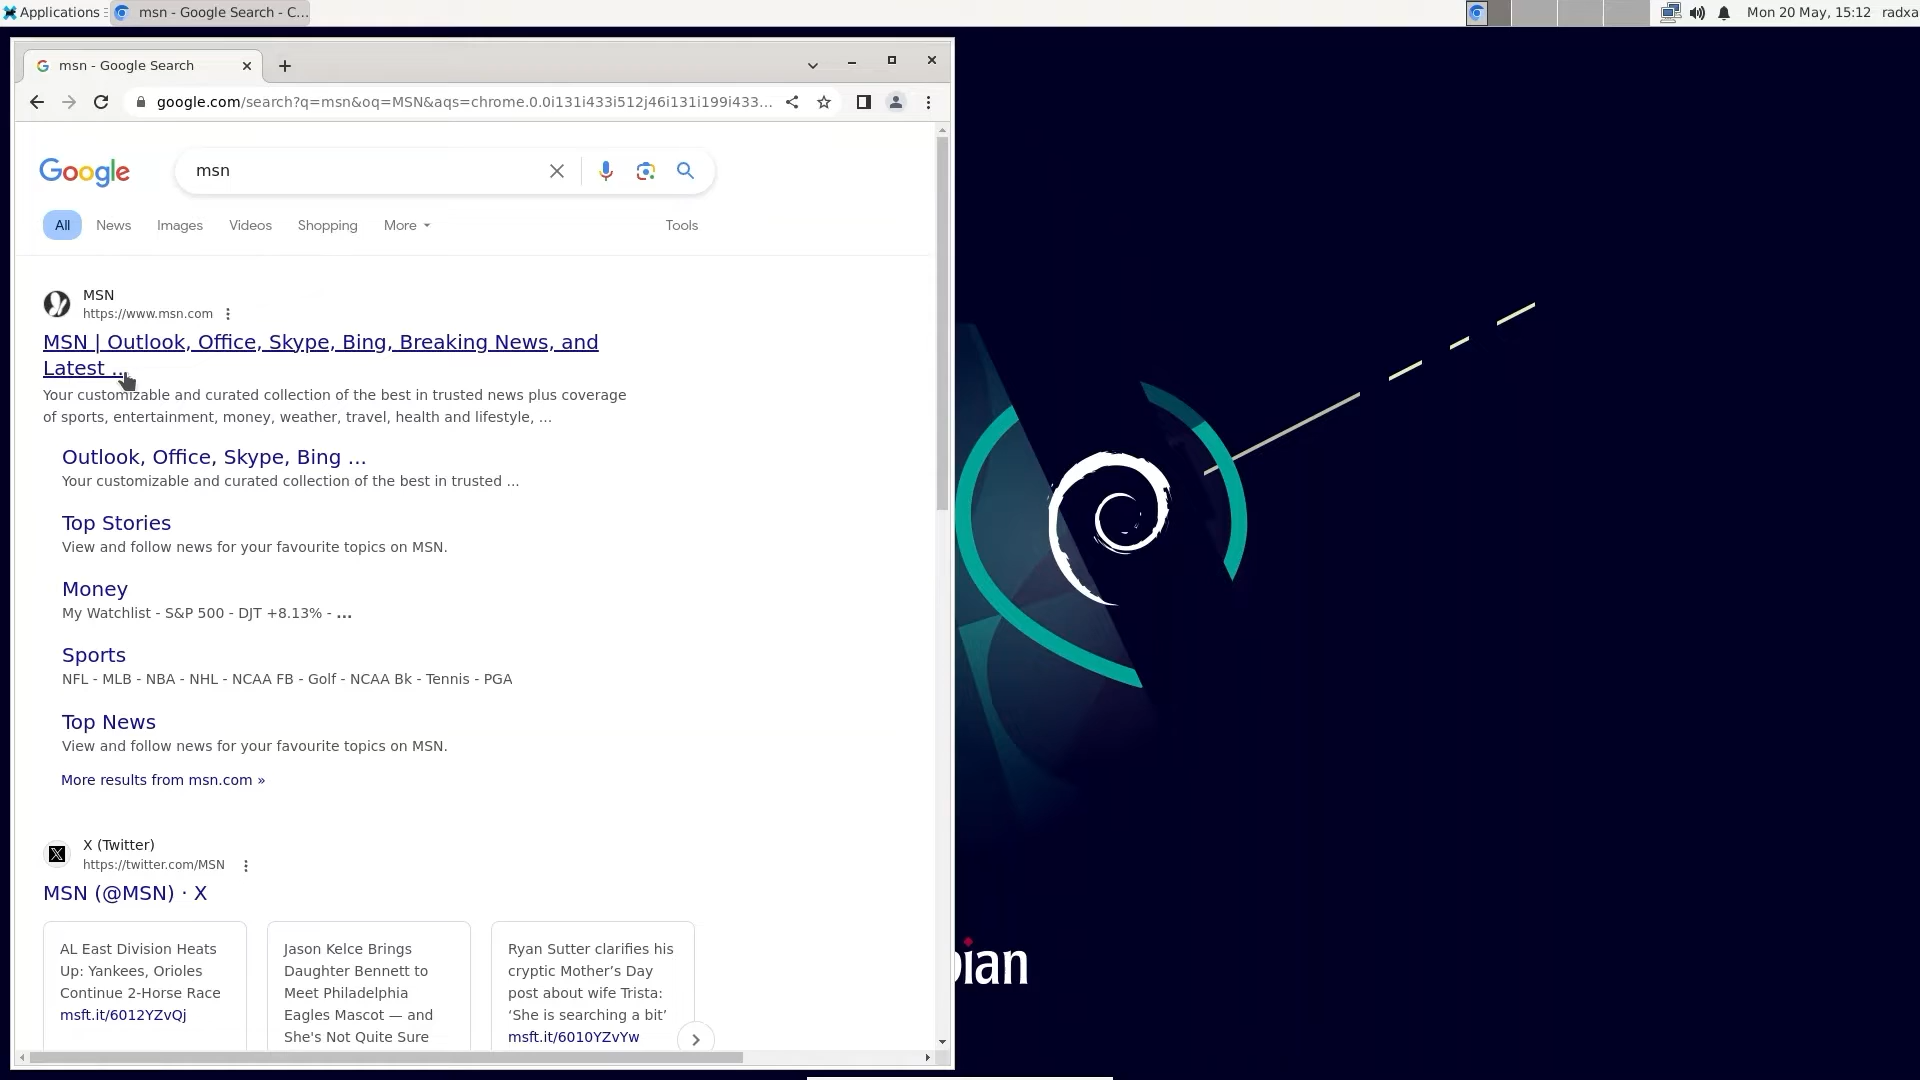 Applications
msn - Google Search - C...
Mon 20 May, 15:12
radxa
msn - Google Search
google.com/search?q=msn&oq=MSN&aqs=chrome.0.0i131i433i512j46i131i199i433...
Google
msn
All
News
Images
Videos
Shopping
More
Tools
MSN
https://www.msn.com
MSN | Outlook, Office, Skype, Bing, Breaking News, and
Latest ...
Your customizable and curated collection of the best in trusted news plus coverage
of sports, entertainment, money, weather, travel, health and lifestyle, ...
Outlook, Office, Skype, Bing ...
Your customizable and curated collection of the best in trusted ...
Top Stories
View and follow news for your favourite topics on MSN.
Money
My Watchlist - S&P 500 - DJT +8.13% - ...
Sports
NFL - MLB - NBA - NHL - NCAA FB - Golf - NCAA Bk - Tennis - PGA
Top News
View and follow news for your favourite topics on MSN.
More results from msn.com »
X (Twitter)
https://twitter.com/MSN
MSN (@MSN) · X
AL East Division Heats
Up: Yankees, Orioles
Continue 2-Horse Race
msft.it/6012YZvQj
Jason Kelce Brings
Daughter Bennett to
Meet Philadelphia
Eagles Mascot — and
She's Not Quite Sure
Ryan Sutter clarifies his
cryptic Mother’s Day
post about wife Trista:
‘She is searching a bit’
msft.it/6010YZvYw
ian